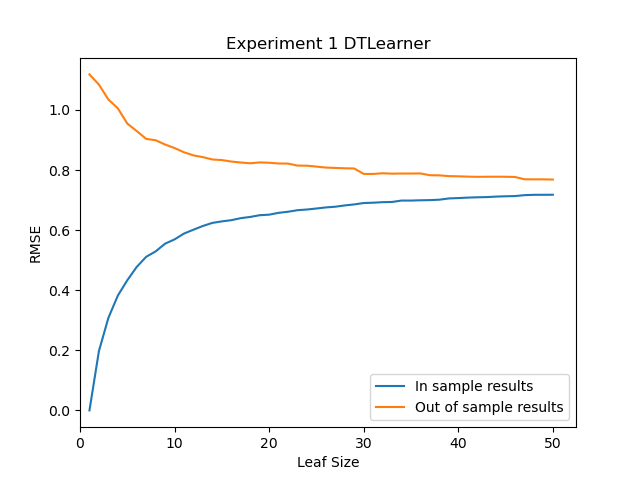 Experiment 1 DTLearner
RMSE
1.0
0.8
0.6
0.4
0.2
0.0
0 10 20 30 40 50
Leaf Size
In sample results
Out of sample results